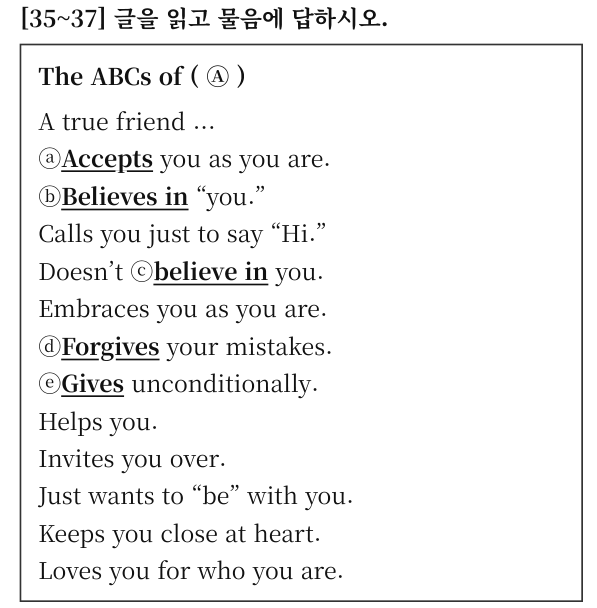 [35~37] 글을 읽고 물음에 답하시오.
The ABCs of ( Ⓐ )
A true friend …
ⓐAccepts you as you are.
ⓑBelieves in “you.”
Calls you just to say “Hi.”
Doesn’t ⓒbelieve in you.
Embraces you as you are.
ⓓForgives your mistakes.
ⓔGives unconditionally.
Helps you.
Invites you over.
Just wants to “be” with you.
Keeps you close at heart.
Loves you for who you are.